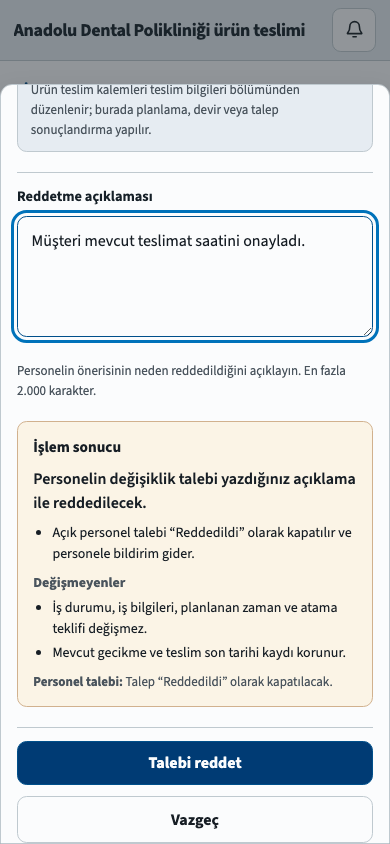 Anadolu Dental Polikliniği ürün teslimi
Ürün teslim kalemleri teslim bilgileri bölümünden
düzenlenir; burada planlama, devir veya talep
sonuçlandırma yapılır.
Reddetme açıklaması
Müşteri mevcut teslimat saatini onayladı.
Personelin önerisinin neden reddedildiğini açıklayın. En fazla
2.000 karakter.
İşlem sonucu
Personelin değişiklik talebi yazdığınız açıklama
ile reddedilecek.
• Açık personel talebi “Reddedildi” olarak kapatılır ve
personele bildirim gider.
Değişmeyenler
• İş durumu, iş bilgileri, planlanan zaman ve atama
teklifi değişmez.
• Mevcut gecikme ve teslim son tarihi kaydı korunur.
Personel talebi: Talep “Reddedildi” olarak kapatılacak.
Talebi reddet
Vazgeç